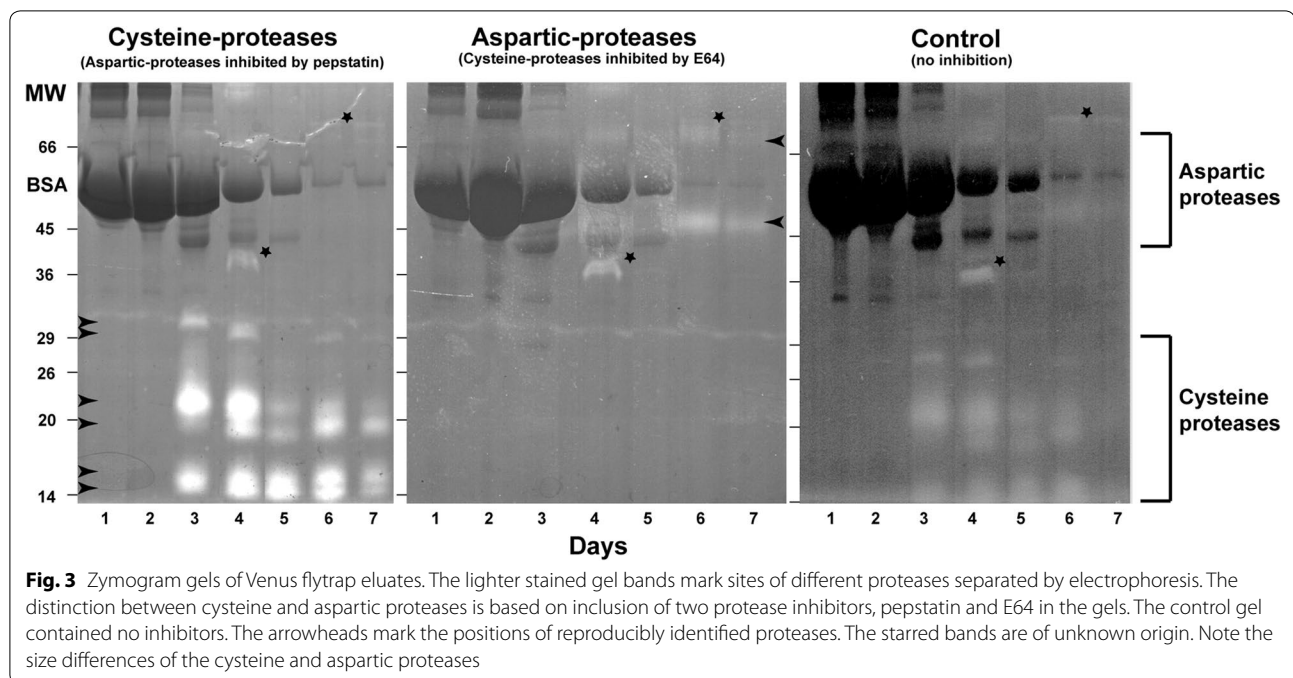 Cysteine-proteases
(Aspartic-proteases inhibited by pepstatin)
Aspartic-proteases
(Cysteine-proteases inhibited by E64)
Control
(no inhibition)
MW
66
BSA
45
36
29
26
20
14
Aspartic
proteases
Cysteine
proteases
1 2 3 4 5 6 7
1 2 3 4 5 6 7
1 2 3 4 5 6 7
Days
Fig. 3 Zymogram gels of Venus flytrap eluates. The lighter stained gel bands mark sites of different proteases separated by electrophoresis. The
distinction between cysteine and aspartic proteases is based on inclusion of two protease inhibitors, pepstatin and E64 in the gels. The control gel
contained no inhibitors. The arrowheads mark the positions of reproducibly identified proteases. The starred bands are of unknown origin. Note the
size differences of the cysteine and aspartic proteases